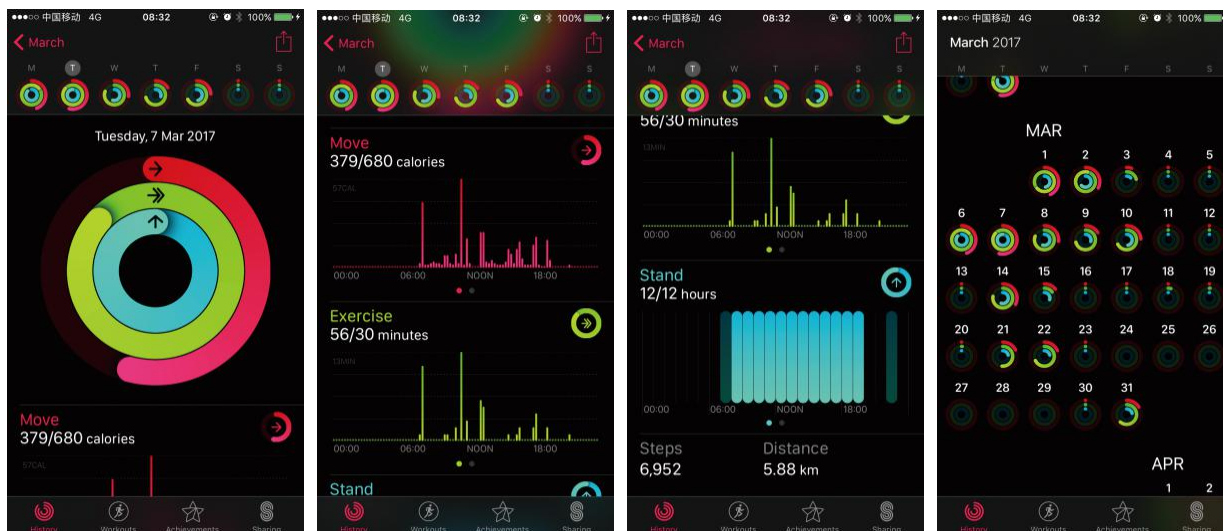 中国移动 4G 08:32 100%
March
M T W T F S S
Tuesday, 7 Mar 2017
Move
379/680 calories
57CAL
History Workouts Achievements Sharing
中国移动 4G 08:32 100%
March
M T W T F S S
Move
379/680 calories
57CAL
00:00 06:00 NOON 18:00
Exercise
56/30 minutes
13MIN
00:00 06:00 NOON 18:00
Stand
History Workouts Achievements Sharing
中国移动 4G 08:32 100%
March
M T W T F S S
56/30 minutes
13MIN
00:00 06:00 NOON 18:00
Stand
12/12 hours
00:00 06:00 NOON 18:00
Steps Distance
6,952 5.88 km
History Workouts Achievements Sharing
中国移动 4G 08:32 100%
March 2017
M T W T F S S
MAR
1 2 3 4 5
6 7 8 9 10 11 12
13 14 15 16 17 18 19
20 21 22 23 24 25 26
27 28 29 30 31
APR
1 2
History Workouts Achievements Sharing